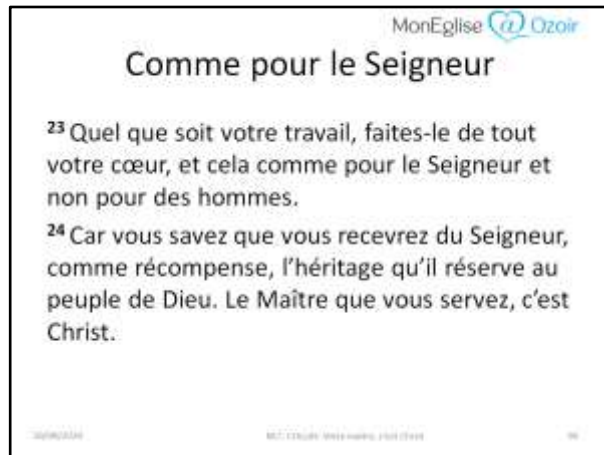 MonEglise @ Ozoir
Comme pour le Seigneur
23 Quel que soit votre travail, faites-le de tout
votre cœur, et cela comme pour le Seigneur et
non pour des hommes.
24 Car vous savez que vous recevrez du Seigneur,
comme récompense, l’héritage qu’il réserve au
peuple de Dieu. Le Maître que vous servez, c’est
Christ.